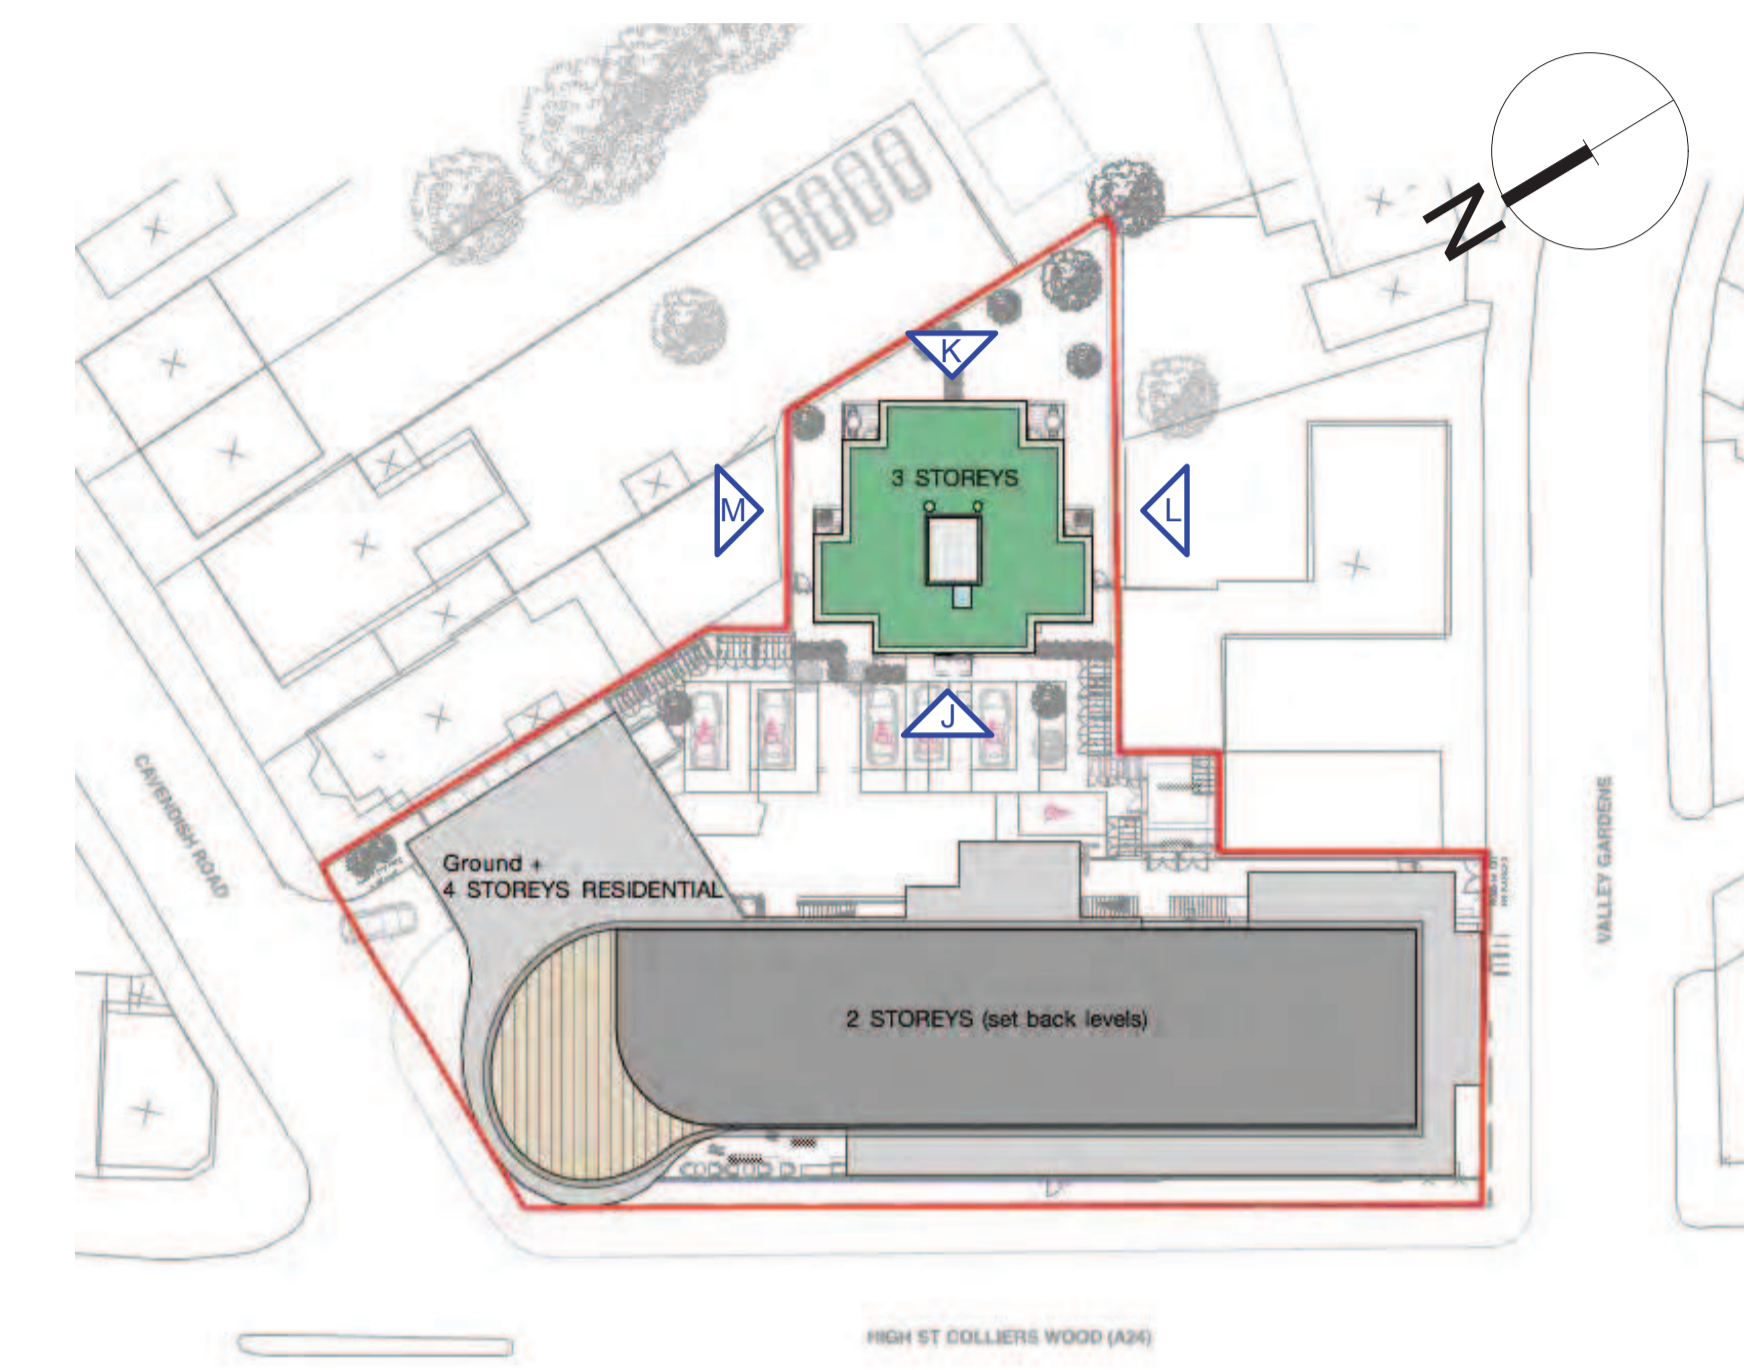 N
K
3 STOREYS
M
L
J
CAVENDISH ROAD
VALLEY GARDENS
Ground +
4 STOREYS RESIDENTIAL
2 STOREYS (set back levels)
HIGH ST COLLIERS WOOD (A24)